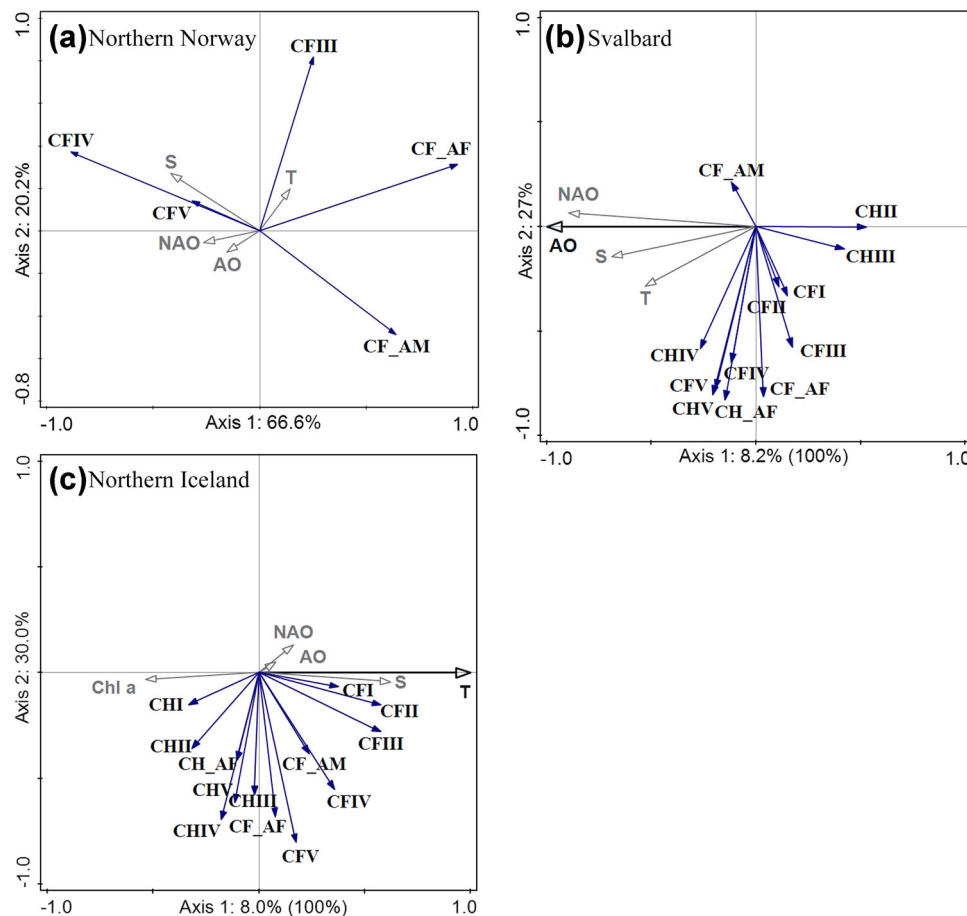 (a) Northern Norway
1.0
CFIII
CFIV
CF_AF
S
T
CFV
NAO
AO
CF_AM
Axis 2: 20.2%
-0.8
-1.0
Axis 1: 66.6%
1.0
(b) Svalbard
1.0
CF_AM
NAO
CHII
AO
CHIII
S
T
CFI
CFII
CHIV
CFIII
CFIV
CFV
CF_AF
CHV
CH_AF
Axis 2: 27%
-1.0
-1.0
Axis 1: 8.2% (100%)
1.0
(c) Northern Iceland
1.0
NAO
AO
Chl a
S
T
CFI
CHI
CFII
CFIII
CHII
CH_AF
CF_AM
CHV
CHIII
CFIV
CHIV
CF_AF
CFV
Axis 2: 30.0%
-1.0
-1.0
Axis 1: 8.0% (100%)
1.0